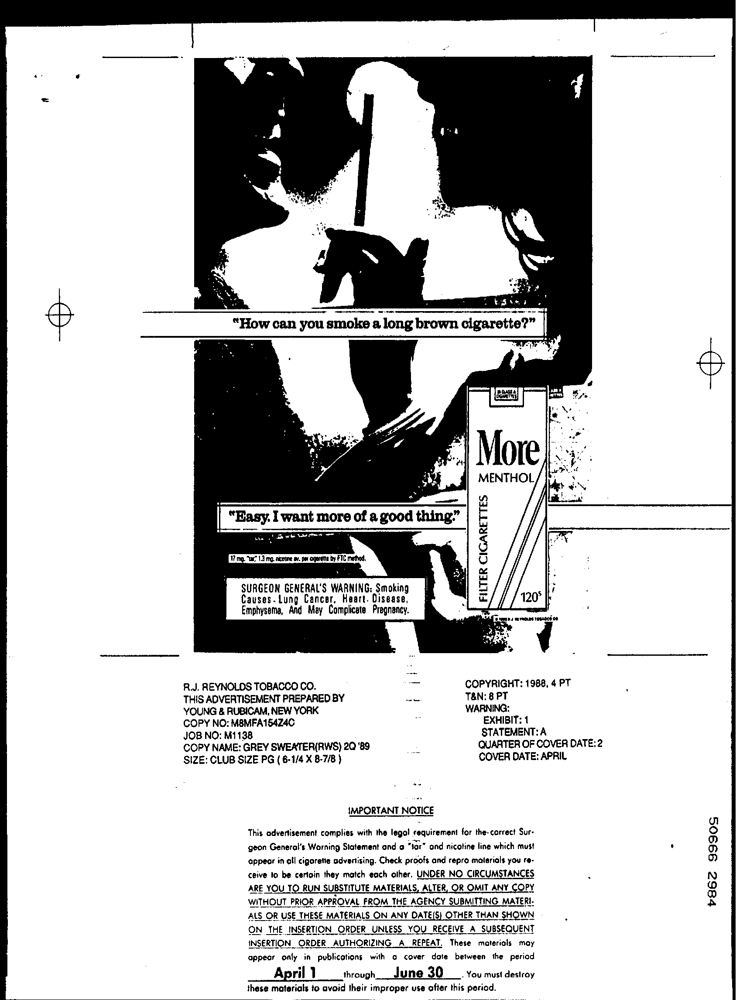 "How can you smoke a long brown cigarette?"
More
MENTHOL
FILTER CIGARETTES
120s
"Easy. I want more of a good thing."
17 mg. "tar," 1.3 mg. nicotine av. per cigarette by FTC method.
SURGEON GENERAL'S WARNING: Smoking
Causes Lung Cancer, Heart Disease,
Emphysema, And May Complicate Pregnancy.
R.J. REYNOLDS TOBACCO CO.
THIS ADVERTISEMENT PREPARED BY
YOUNG & RUBICAM, NEW YORK
COPY NO: M8MFA154Z4C
JOB NO: M1138
COPY NAME: GREY SWEATER(RWS) 2Q '89
SIZE: CLUB SIZE PG ( 6-1/4 X 8-7/8 )
COPYRIGHT: 1988, 4 PT
T&N: 8 PT
WARNING:
EXHIBIT: 1
STATEMENT: A
QUARTER OF COVER DATE: 2
COVER DATE: APRIL
IMPORTANT NOTICE
This advertisement complies with the legal requirement for the correct Sur-
geon General's Warning Statement and a "tar" and nicotine line which must
appear in all cigarette advertising. Check proofs and repro materials you re-
ceive to be certain they match each other. UNDER NO CIRCUMSTANCES
ARE YOU TO RUN SUBSTITUTE MATERIALS, ALTER, OR OMIT ANY COPY
WITHOUT PRIOR APPROVAL FROM THE AGENCY SUBMITTING MATERI-
ALS OR USE THESE MATERIALS ON ANY DATE(S) OTHER THAN SHOWN
ON THE INSERTION ORDER UNLESS YOU RECEIVE A SUBSEQUENT
INSERTION ORDER AUTHORIZING A REPEAT. These materials may
appear only in publications with a cover date between the period
April 1 through June 30. You must destroy
these materials to avoid their improper use after this period.
50666 2984